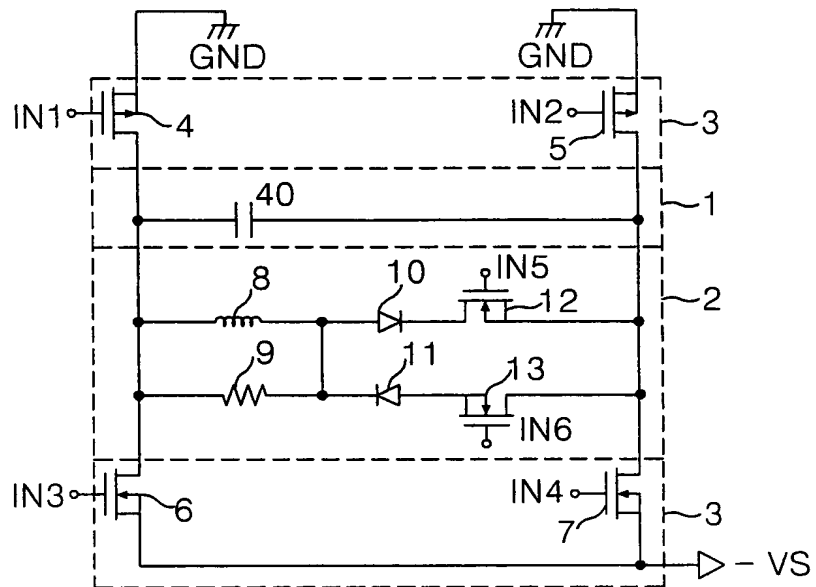 GND GND
IN1 4 IN2 5 3
40 1
IN5
8 10 12 2
9 11 13
IN6
IN3 6 IN4 7 3
- VS